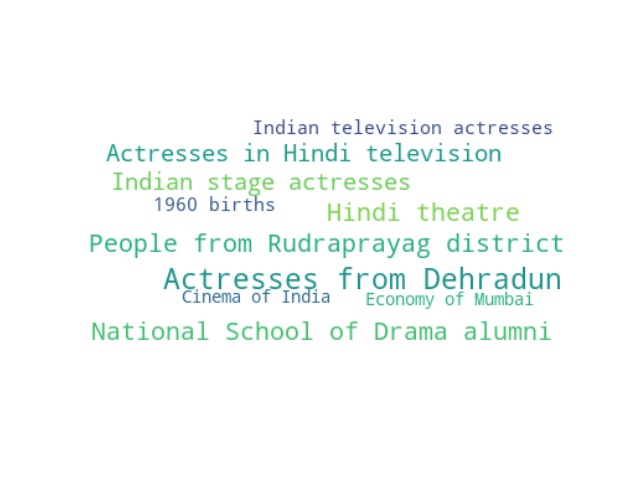 Indian television actresses
Actresses in Hindi television
Indian stage actresses
1960 births
Hindi theatre
People from Rudraprayag district
Actresses from Dehradun
Cinema of India
Economy of Mumbai
National School of Drama alumni